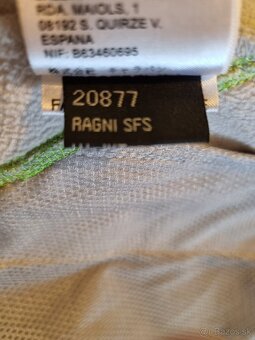 RDA. MAIOLS, 1
08192 S. QUIRZE V.
ESPANA
NIF: B63460695
20877
RAGNI SFS